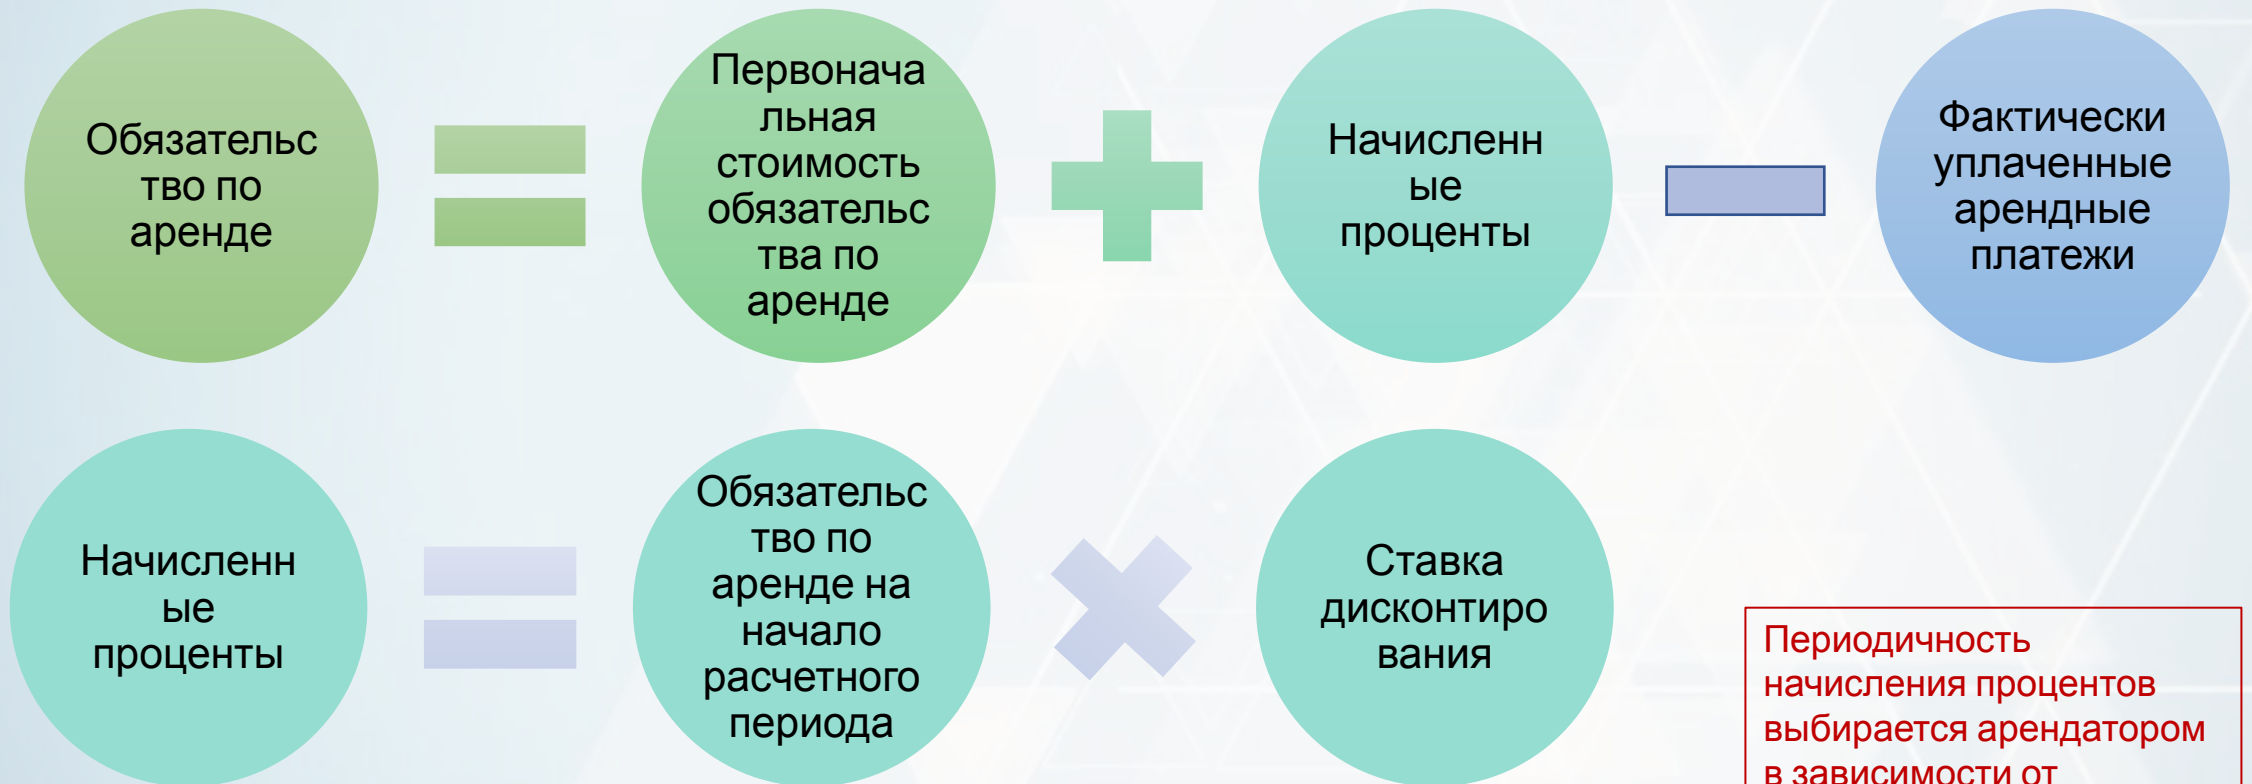 Обязательс
тво по
аренде
Первонача
льная
стоимость
обязательс
тва по
аренде
Начисленн
ые
проценты
Фактически
уплаченные
арендные
платежи
Начисленн
ые
проценты
Обязательс
тво по
аренде на
начало
расчетного
периода
Ставка
дисконтиро
вания
Периодичность
начисления процентов
выбирается арендатором
в зависимости от